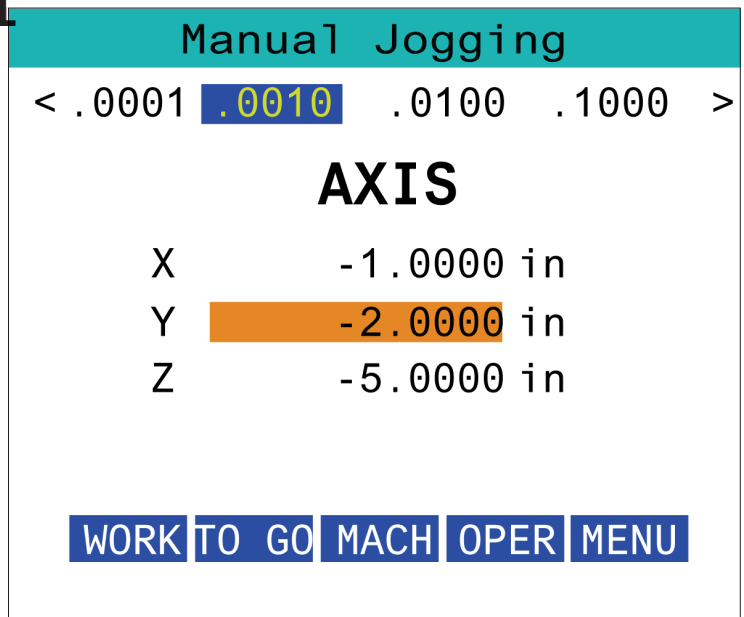 Manual Jogging
< .0001 .0010 .0100 .1000 >
AXIS
X -1.0000 in
Y -2.0000 in
Z -5.0000 in
WORK TO GO MACH OPER MENU